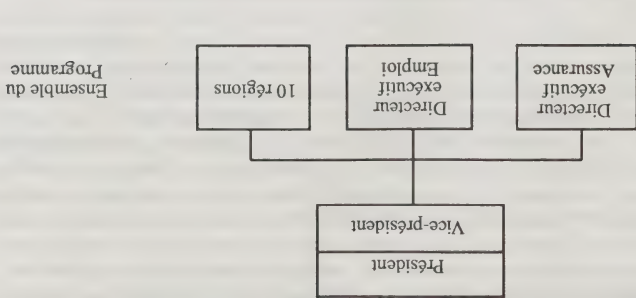 Président
Vice-président
Directeur
exécutif
Assurance
Directeur
exécutif
Emploi
10 régions
Ensemble du
Programme